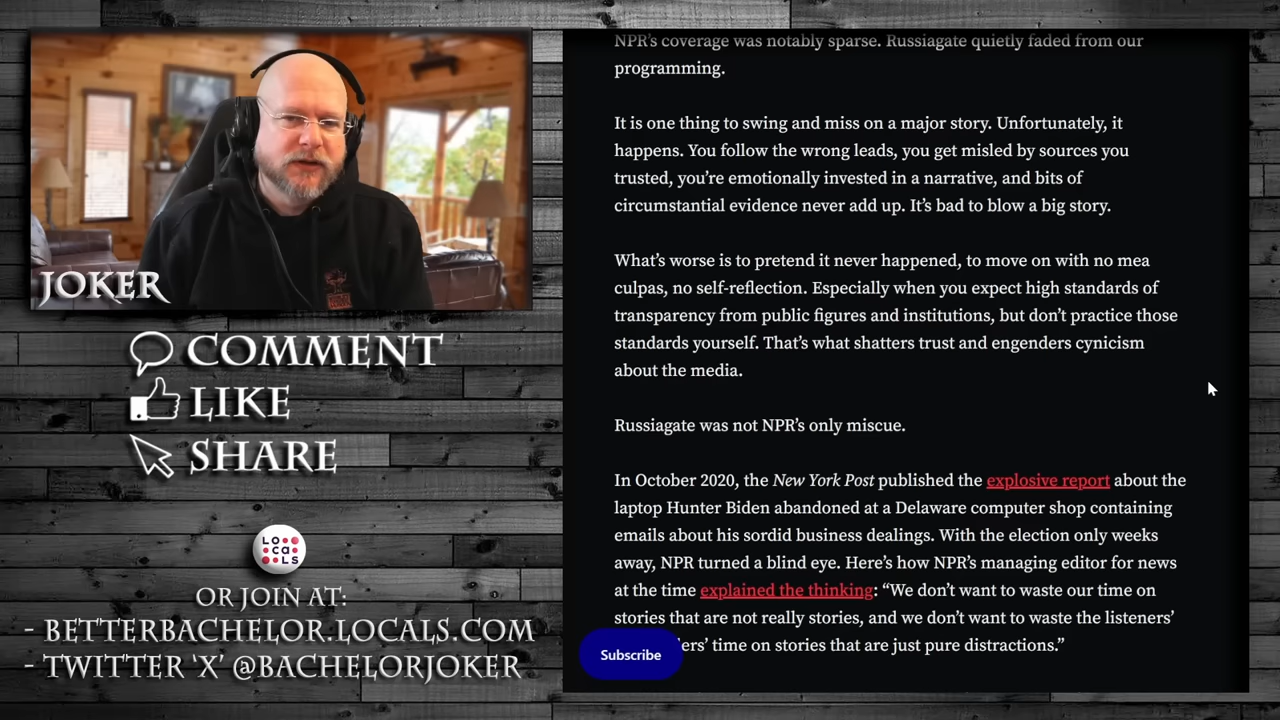 JOKER
COMMENT
LIKE
SHARE
LO
CA
LS
OR JOIN AT:
- BETTERBACHELOR.LOCALS.COM
- TWITTER 'X' @BACHELORJOKER
NPR’s coverage was notably sparse. Russiagate quietly faded from our
programming.
It is one thing to swing and miss on a major story. Unfortunately, it
happens. You follow the wrong leads, you get misled by sources you
trusted, you’re emotionally invested in a narrative, and bits of
circumstantial evidence never add up. It’s bad to blow a big story.
What’s worse is to pretend it never happened, to move on with no mea
culpas, no self-reflection. Especially when you expect high standards of
transparency from public figures and institutions, but don’t practice those
standards yourself. That’s what shatters trust and engenders cynicism
about the media.
Russiagate was not NPR’s only miscue.
In October 2020, the New York Post published the explosive report about the
laptop Hunter Biden abandoned at a Delaware computer shop containing
emails about his sordid business dealings. With the election only weeks
away, NPR turned a blind eye. Here’s how NPR’s managing editor for news
at the time explained the thinking: “We don’t want to waste our time on
stories that are not really stories, and we don’t want to waste the listeners’
ers’ time on stories that are just pure distractions.”
Subscribe